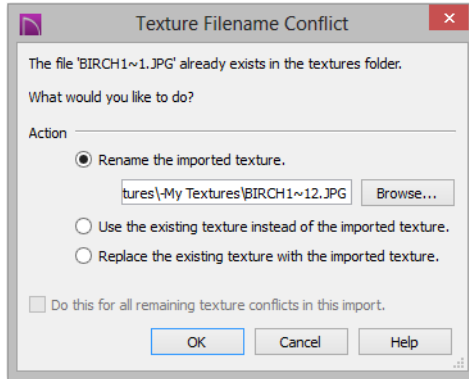 Texture Filename Conflict
The file 'BIRCH1~1.JPG' already exists in the textures folder.
What would you like to do?
Action
Rename the imported texture.
tures\-My Textures\BIRCH1~12.JPG Browse...
Use the existing texture instead of the imported texture.
Replace the existing texture with the imported texture.
Do this for all remaining texture conflicts in this import.
OK Cancel Help